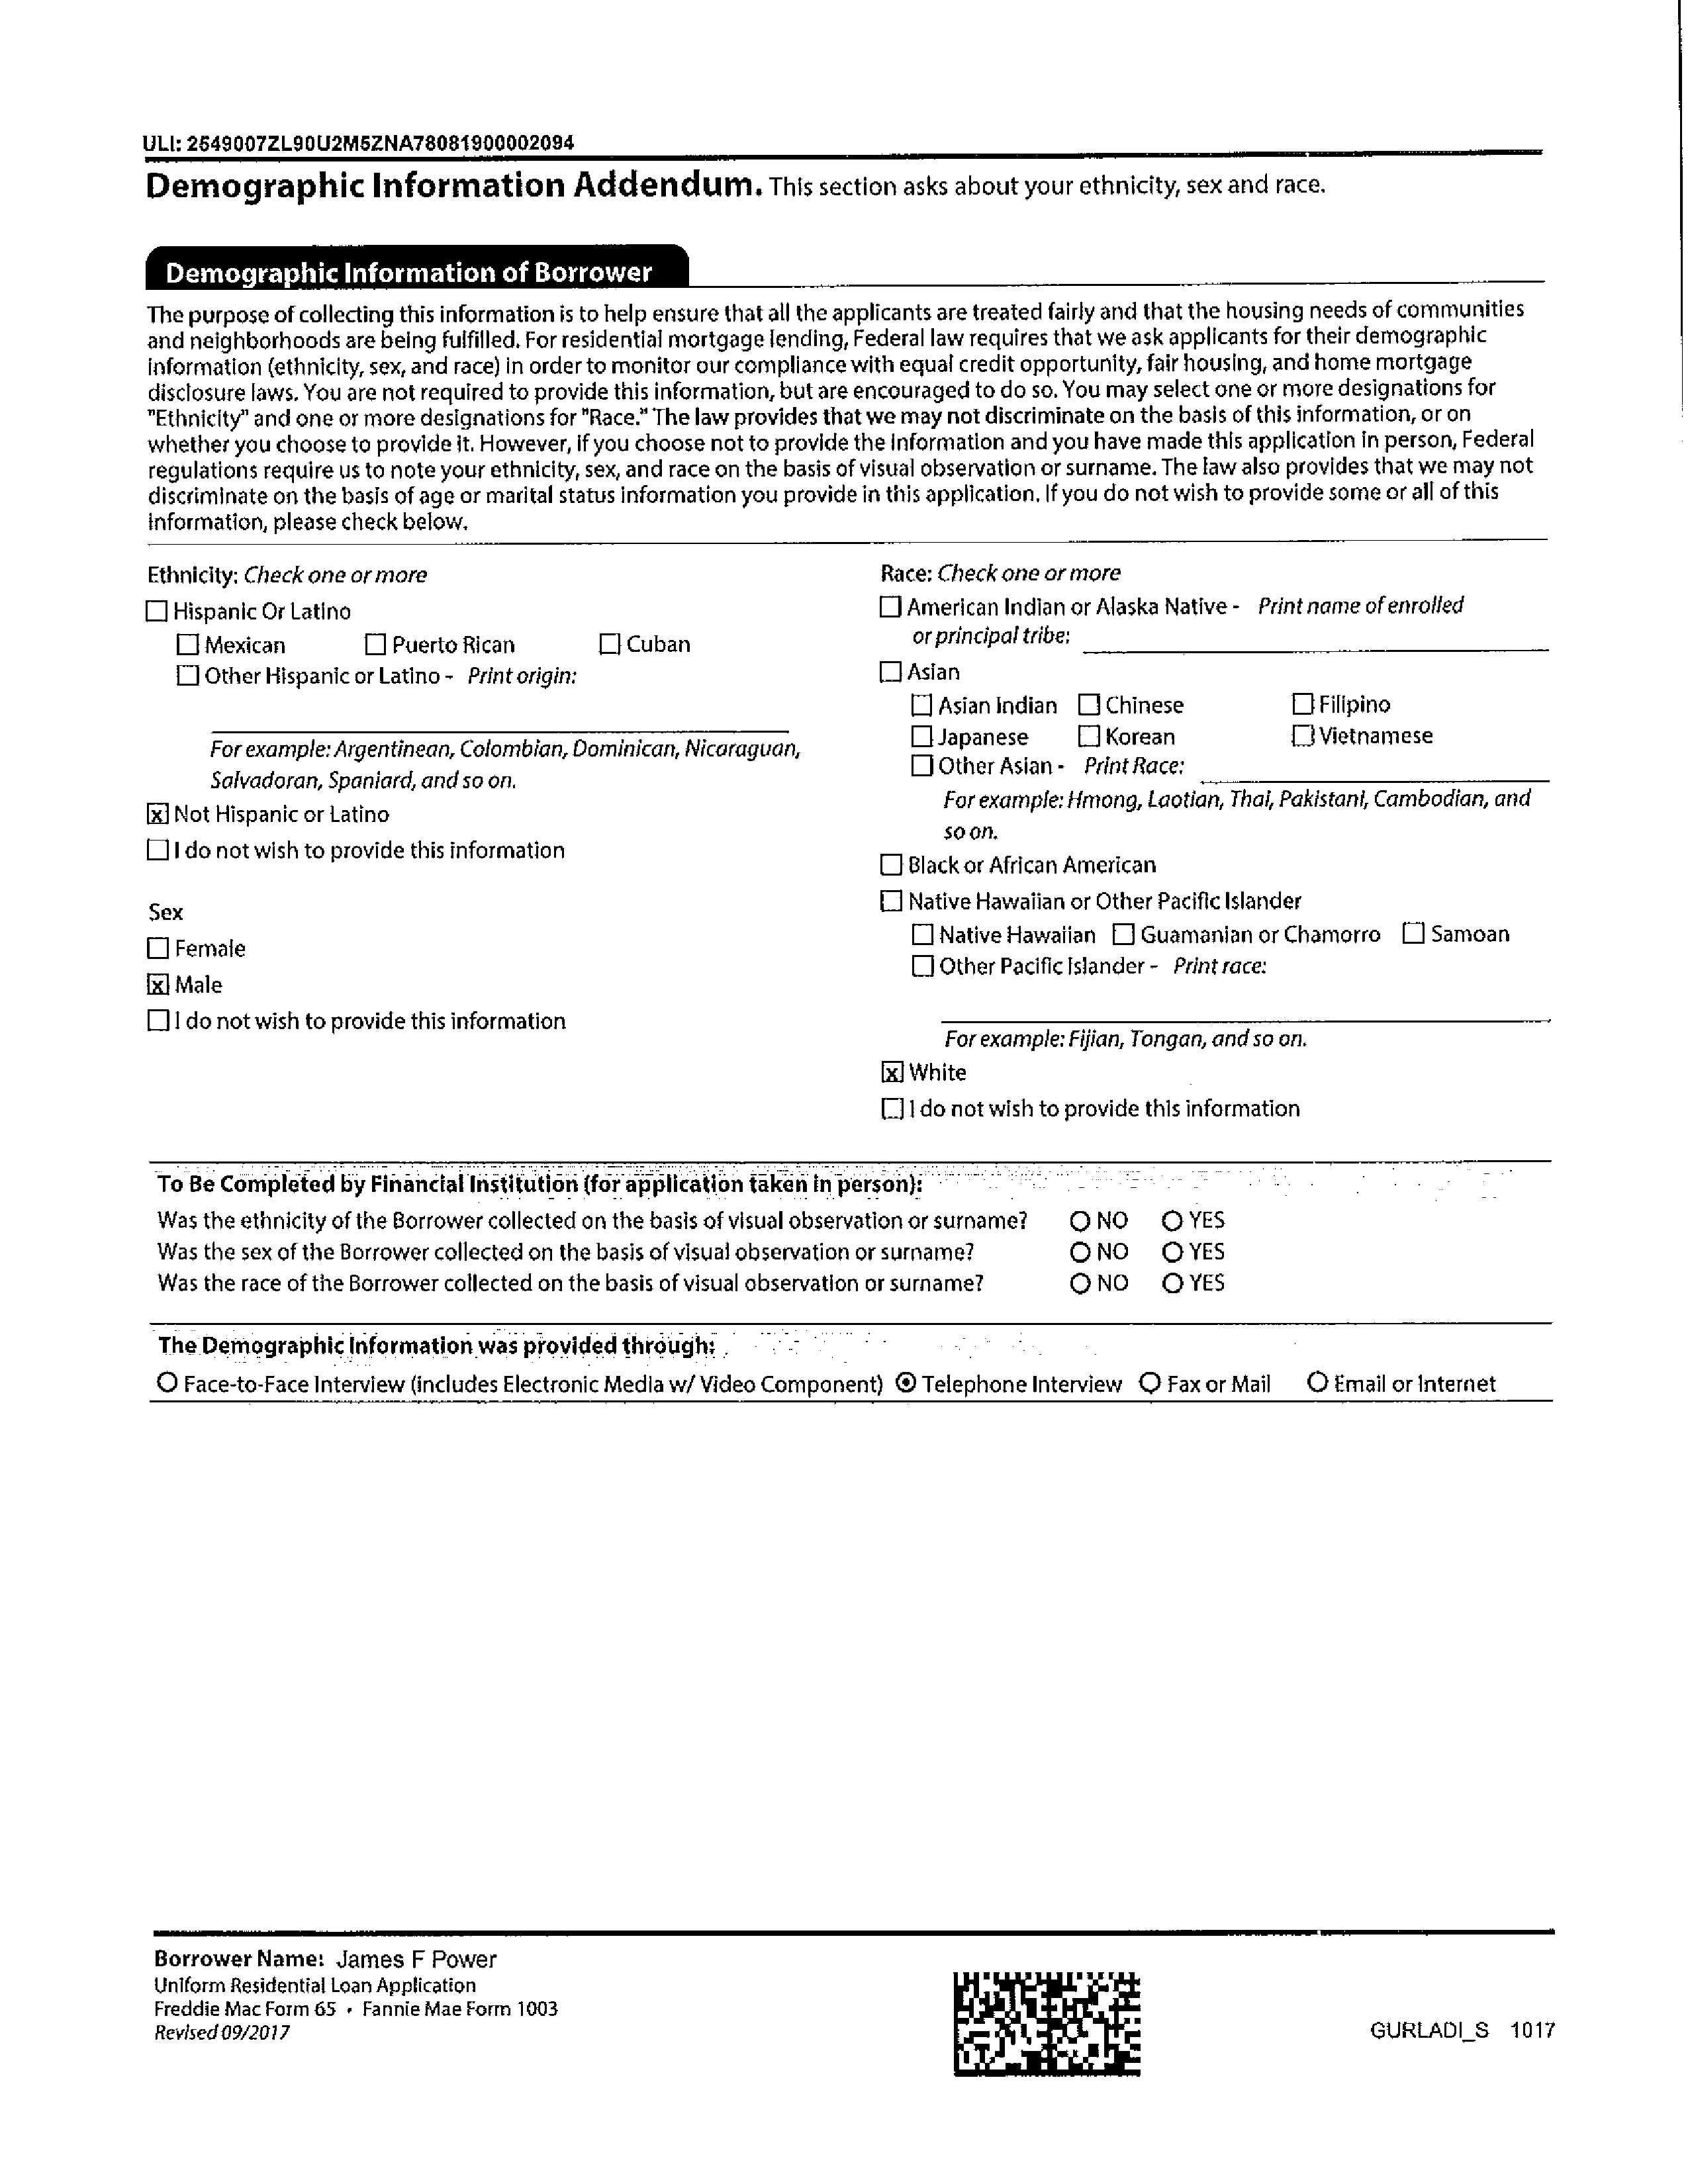 ULI: 2549007ZL90U2M5ZNA78081900002094
Demographic Information Addendum. This section asks about your ethnicity, sex and race.
Demographic Information of Borrower
The purpose of collecting this information is to help ensure that all the applicants are treated fairly and that the housing needs of communities
and neighborhoods are being fulfilled. For residential mortgage lending, Federal law requires that we ask applicants for their demographic
information (ethnicity, sex, and race) in order to monitor our compliance with equal credit opportunity, fair housing, and home mortgage
disclosure laws. You are not required to provide this information, but are encouraged to do so. You may select one or more designations for
"Ethnicity" and one or more designations for "Race." The law provides that we may not discriminate on the basis of this information, or on
whether you choose to provide it. However, if you choose not to provide the information and you have made this application in person, Federal
regulations require us to note your ethnicity, sex, and race on the basis of visual observation or surname. The law also provides that we may not
discriminate on the basis of age or marital status information you provide in this application. If you do not wish to provide some or all of this
information, please check below.
Ethnicity: Check one or more
☐ Hispanic Or Latino
☐ Mexican ☐ Puerto Rican ☐ Cuban
☐ Other Hispanic or Latino - Print origin:
For example: Argentinean, Colombian, Dominican, Nicaraguan,
Salvadoran, Spaniard, and so on.
☒ Not Hispanic or Latino
☐ I do not wish to provide this information
Sex
☐ Female
☒ Male
☐ I do not wish to provide this information
Race: Check one or more
☐ American Indian or Alaska Native - Print name of enrolled
or principal tribe:
☐ Asian
☐ Asian Indian ☐ Chinese ☐ Filipino
☐ Japanese ☐ Korean ☐ Vietnamese
☐ Other Asian - Print Race:
For example: Hmong, Laotian, Thai, Pakistani, Cambodian, and
so on.
☐ Black or African American
☐ Native Hawaiian or Other Pacific Islander
☐ Native Hawaiian ☐ Guamanian or Chamorro ☐ Samoan
☐ Other Pacific Islander - Print race:
For example: Fijian, Tongan, and so on.
☒ White
☐ I do not wish to provide this information
To Be Completed by Financial Institution (for application taken in person):
Was the ethnicity of the Borrower collected on the basis of visual observation or surname? ○ NO ○ YES
Was the sex of the Borrower collected on the basis of visual observation or surname? ○ NO ○ YES
Was the race of the Borrower collected on the basis of visual observation or surname? ○ NO ○ YES
The Demographic Information was provided through:
○ Face-to-Face Interview (includes Electronic Media w/ Video Component) ◉ Telephone Interview ○ Fax or Mail ○ Email or Internet
Borrower Name: James F Power
Uniform Residential Loan Application
Freddie Mac Form 65 • Fannie Mae Form 1003
Revised 09/2017
GURLADI_S 1017